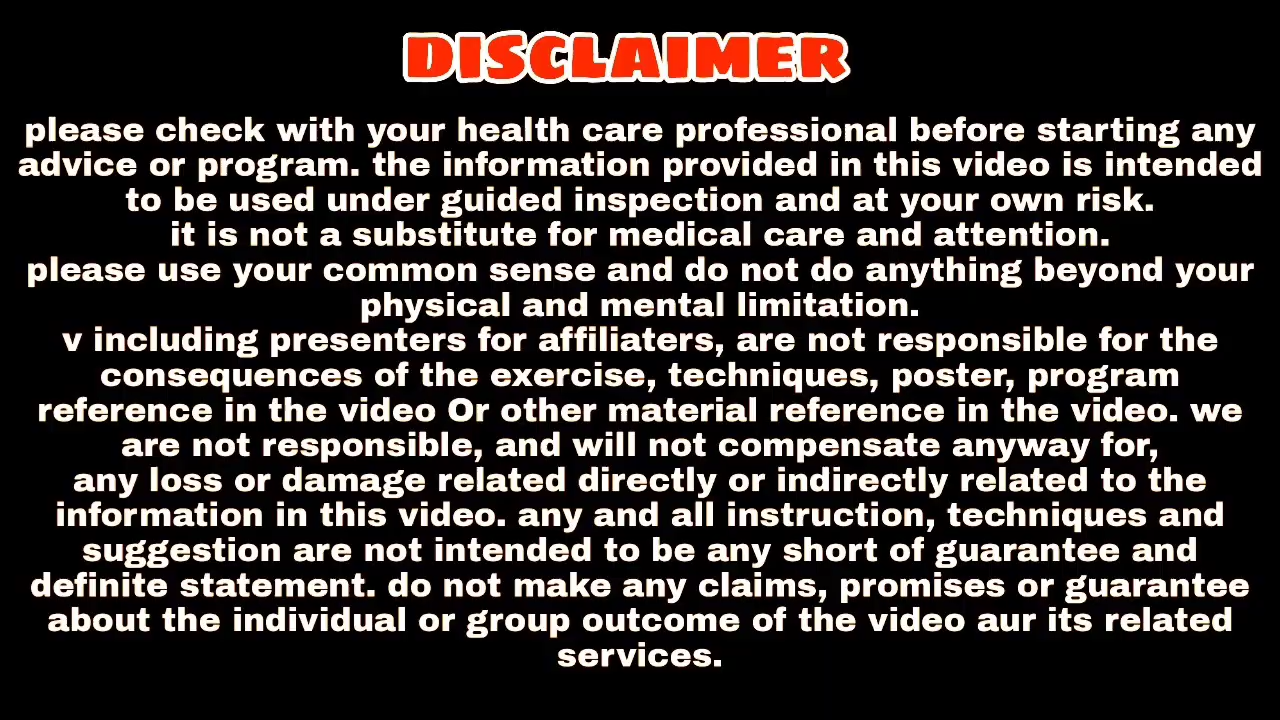 DISCLAIMER
please check with your health care professional before starting any
advice or program. the information provided in this video is intended
to be used under guided inspection and at your own risk.
it is not a substitute for medical care and attention.
please use your common sense and do not do anything beyond your
physical and mental limitation.
v including presenters for affiliaters, are not responsible for the
consequences of the exercise, techniques, poster, program
reference in the video Or other material reference in the video. we
are not responsible, and will not compensate anyway for,
any loss or damage related directly or indirectly related to the
information in this video. any and all instruction, techniques and
suggestion are not intended to be any short of guarantee and
definite statement. do not make any claims, promises or guarantee
about the individual or group outcome of the video aur its related
services.